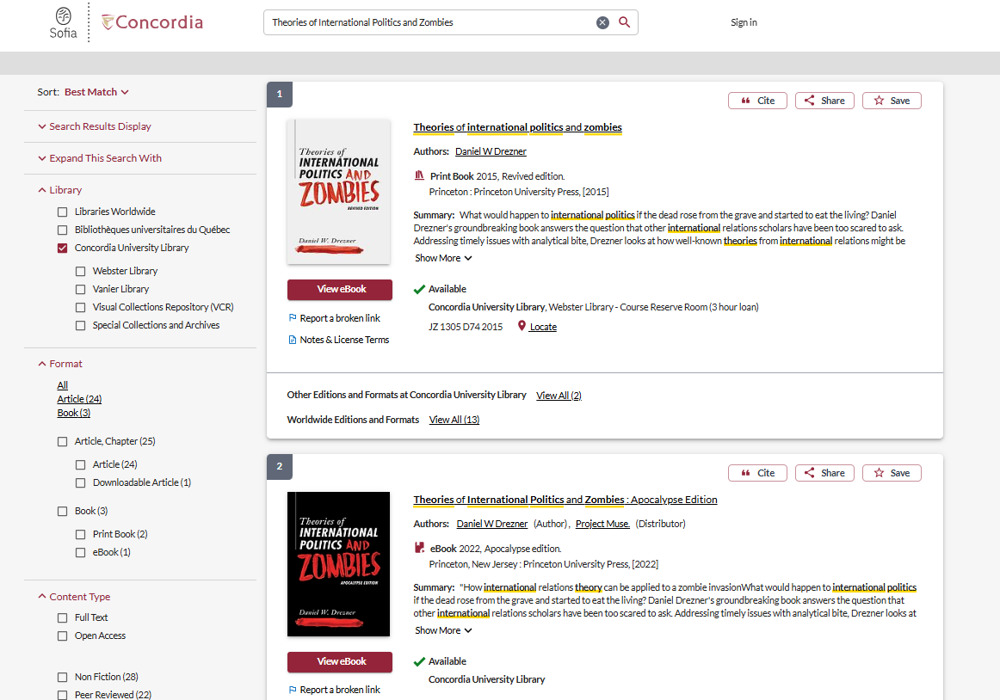 Sofia
Concordia
Theories of International Politics and Zombies
Sign in
Sort: Best Match
Search Results Display
Expand This Search With
Library
Libraries Worldwide
Bibliothèques universitaires du Québec
Concordia University Library
Webster Library
Vanier Library
Visual Collections Repository (VCR)
Special Collections and Archives
Format
All
Article (24)
Book (3)
Article, Chapter (25)
Article (24)
Downloadable Article (1)
Book (3)
Print Book (2)
eBook (1)
Content Type
Full Text
Open Access
Non Fiction (28)
Peer Reviewed (22)
1
Cite Share Save
Theories of
INTERNATIONAL
POLITICS AND
ZOMBIES
REVISED EDITION
Daniel W. Drezner
Theories of international politics and zombies
Authors: Daniel W Drezner
Print Book 2015, Revived edition.
Princeton : Princeton University Press, [2015]
Summary: What would happen to international politics if the dead rose from the grave and started to eat the living? Daniel
Drezner's groundbreaking book answers the question that other international relations scholars have been too scared to ask.
Addressing timely issues with analytical bite, Drezner looks at how well-known theories from international relations might be
Show More
View eBook
Report a broken link
Notes & License Terms
Available
Concordia University Library, Webster Library - Course Reserve Room (3 hour loan)
JZ 1305 D74 2015 Locate
Other Editions and Formats at Concordia University Library View All (2)
Worldwide Editions and Formats View All (13)
2
Cite Share Save
Theories of
INTERNATIONAL
POLITICS AND
ZOMBIES
APOCALYPSE EDITION
Daniel W. Drezner
Theories of International Politics and Zombies : Apocalypse Edition
Authors: Daniel W Drezner (Author), Project Muse. (Distributor)
eBook 2022, Apocalypse edition.
Princeton, New Jersey : Princeton University Press, [2022]
Summary: "How international relations theory can be applied to a zombie invasionWhat would happen to international politics
if the dead rose from the grave and started to eat the living? Daniel Drezner's groundbreaking book answers the question that
other international relations scholars have been too scared to ask. Addressing timely issues with analytical bite, Drezner looks at
Show More
View eBook
Report a broken link
Available
Concordia University Library